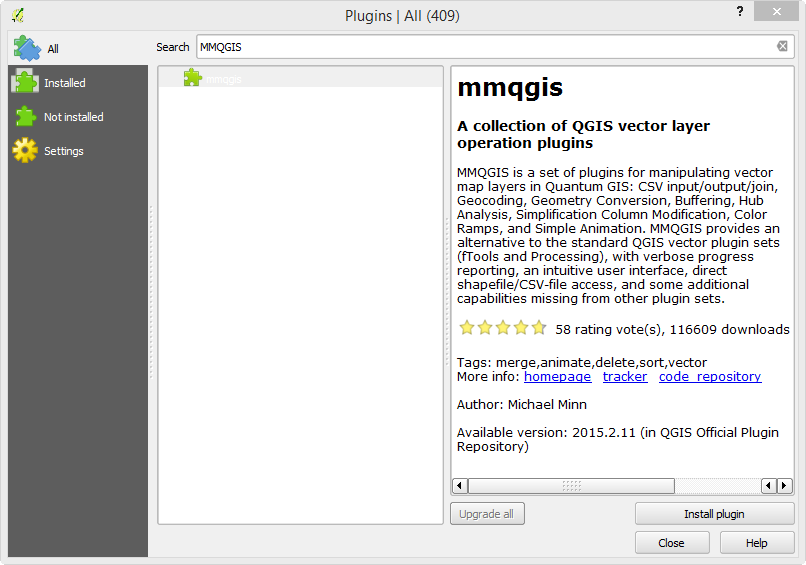 Plugins | All (409)
?
All
Installed
Not installed
Settings
Search
MMQGIS
mmqgis
mmqgis
A collection of QGIS vector layer
operation plugins
MMQGIS is a set of plugins for manipulating vector
map layers in Quantum GIS: CSV input/output/join,
Geocoding, Geometry Conversion, Buffering, Hub
Analysis, Simplification Column Modification, Color
Ramps, and Simple Animation. MMQGIS provides an
alternative to the standard QGIS vector plugin sets
(fTools and Processing), with verbose progress
reporting, an intuitive user interface, direct
shapefile/CSV-file access, and some additional
capabilities missing from other plugin sets.
58 rating vote(s), 116609 downloads
Tags: merge,animate,delete,sort,vector
More info: homepage tracker code_repository
Author: Michael Minn
Available version: 2015.2.11 (in QGIS Official Plugin
Repository)
Upgrade all
Install plugin
Close
Help